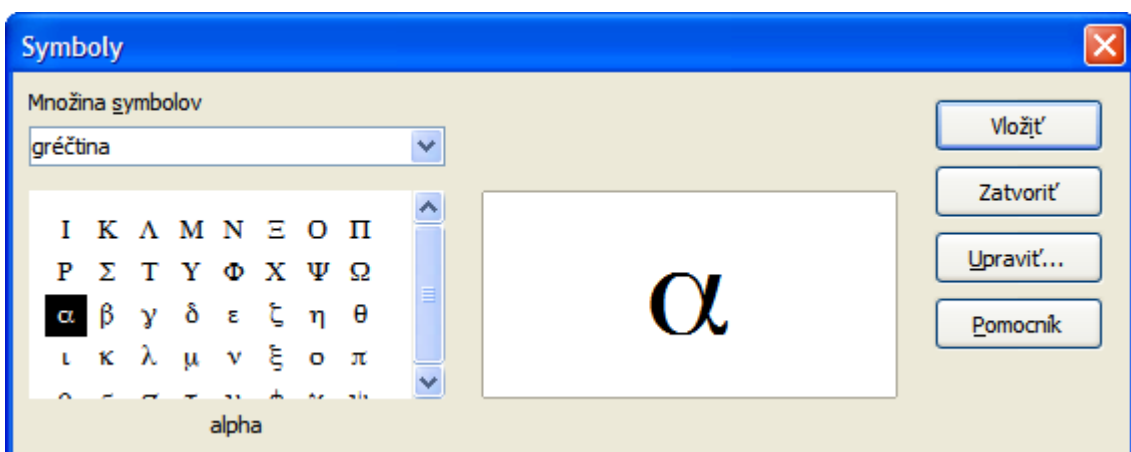 Symboly
Množina symbolov
gréčtina
Ι Κ Λ Μ Ν Ξ Ο Π
Ρ Σ Τ Υ Φ Χ Ψ Ω
α β γ δ ε ζ η θ
ι κ λ μ ν ξ ο π
alpha
α
Vložiť
Zatvoriť
Upraviť...
Pomocník